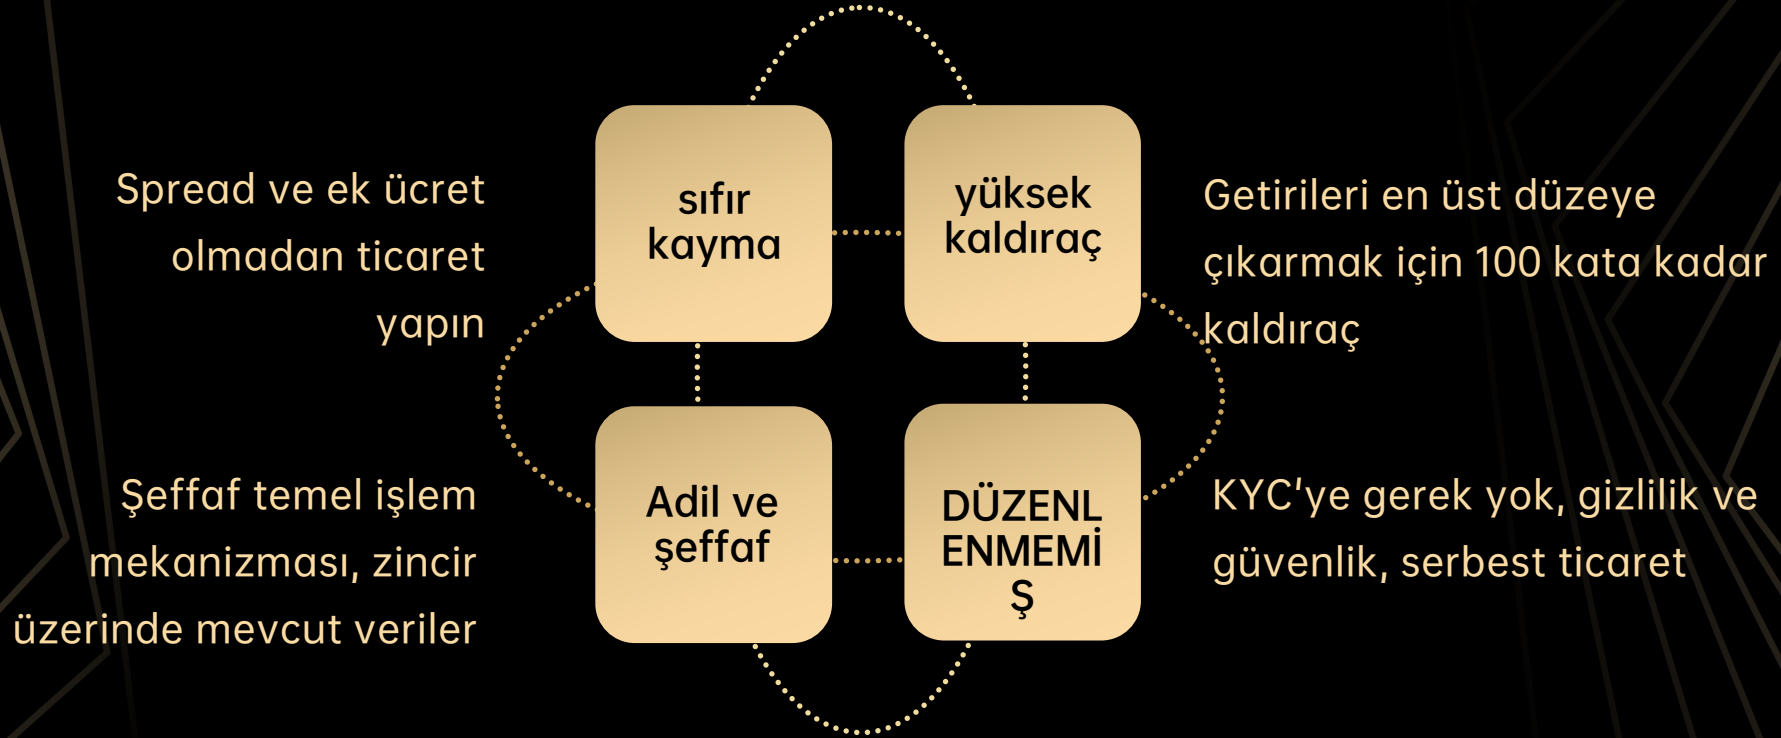 Spread ve ek ücret
olmadan ticaret
yapın
sıfır
kayma
yüksek
kaldıraç
Getirileri en üst düzeye
çıkarmak için 100 kata kadar
kaldıraç
Şeffaf temel işlem
mekanizması, zincir
üzerinde mevcut veriler
Adil ve
şeffaf
DÜZENL
ENMEMİ
Ş
KYC'ye gerek yok, gizlilik ve
güvenlik, serbest ticaret